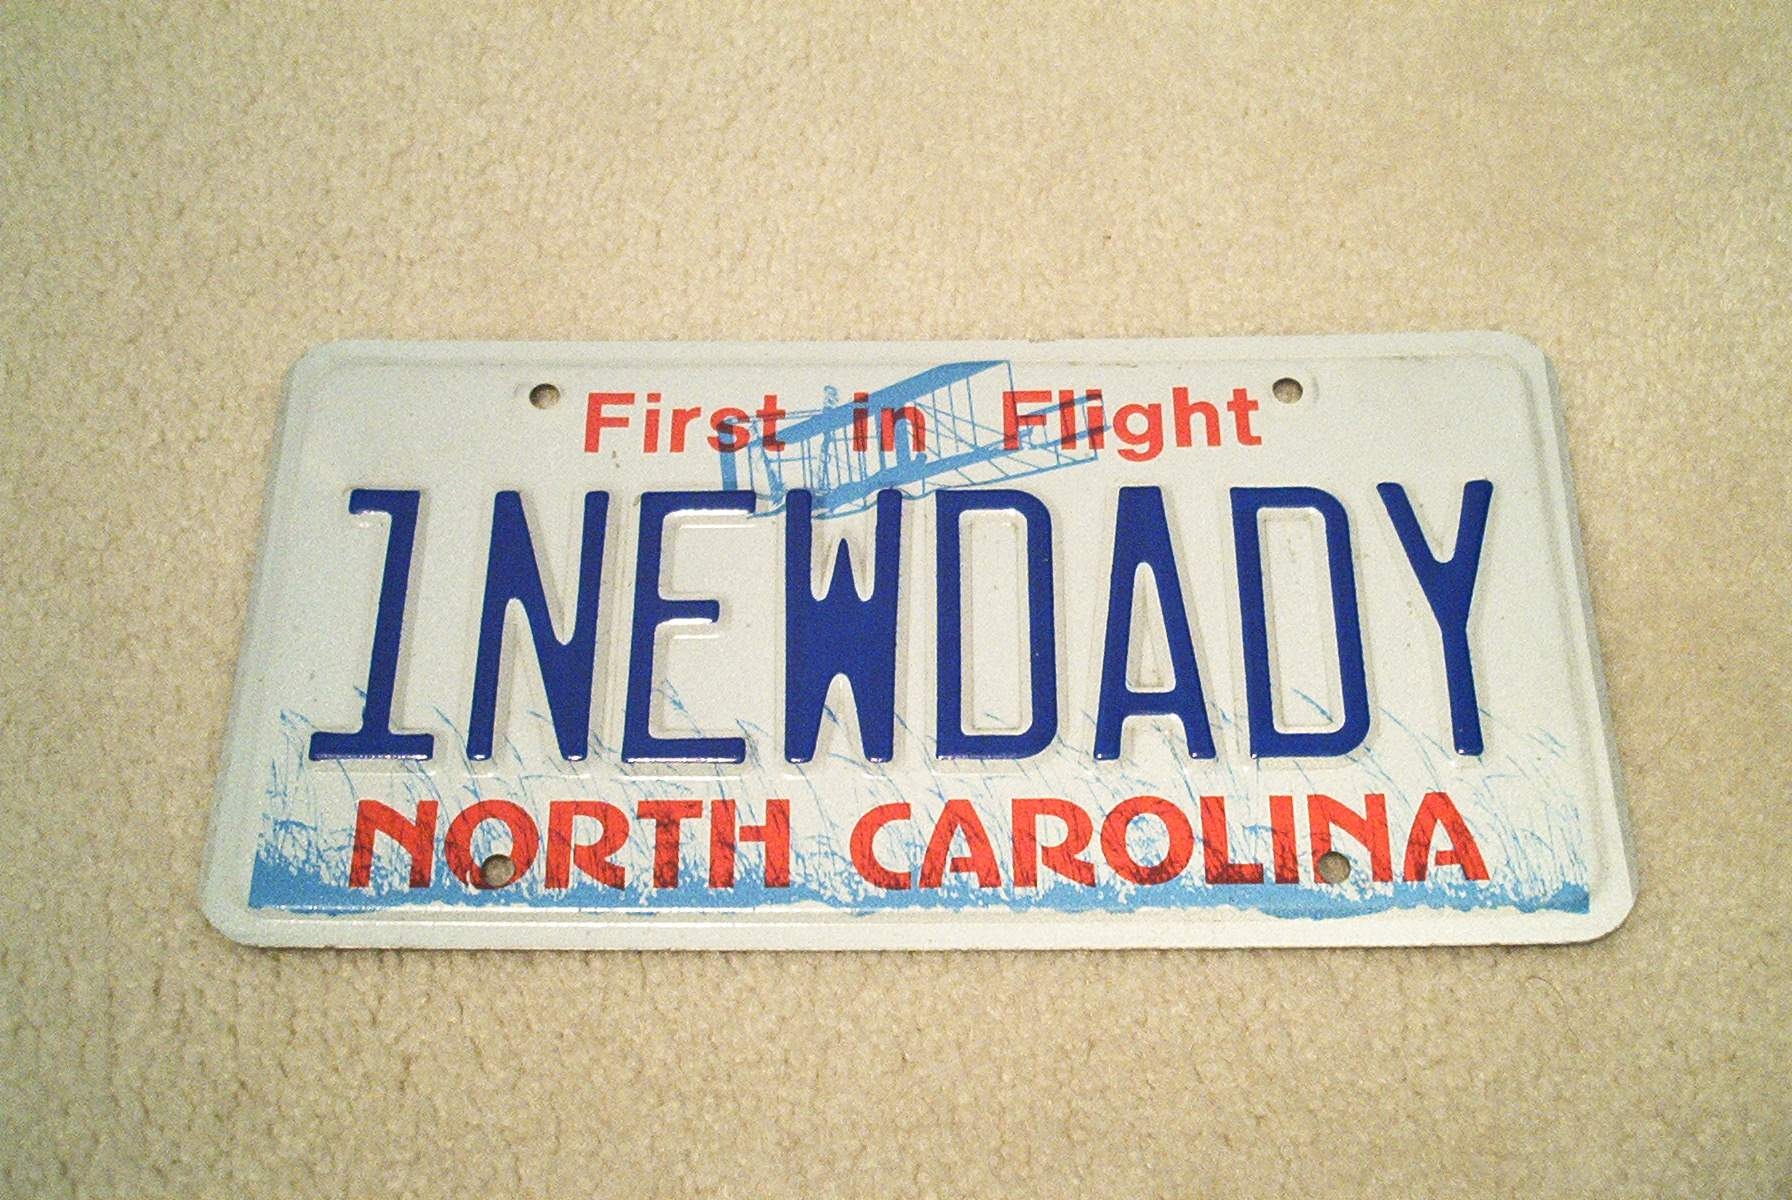 First in Flight
1NEWDADY
NORTH CAROLINA